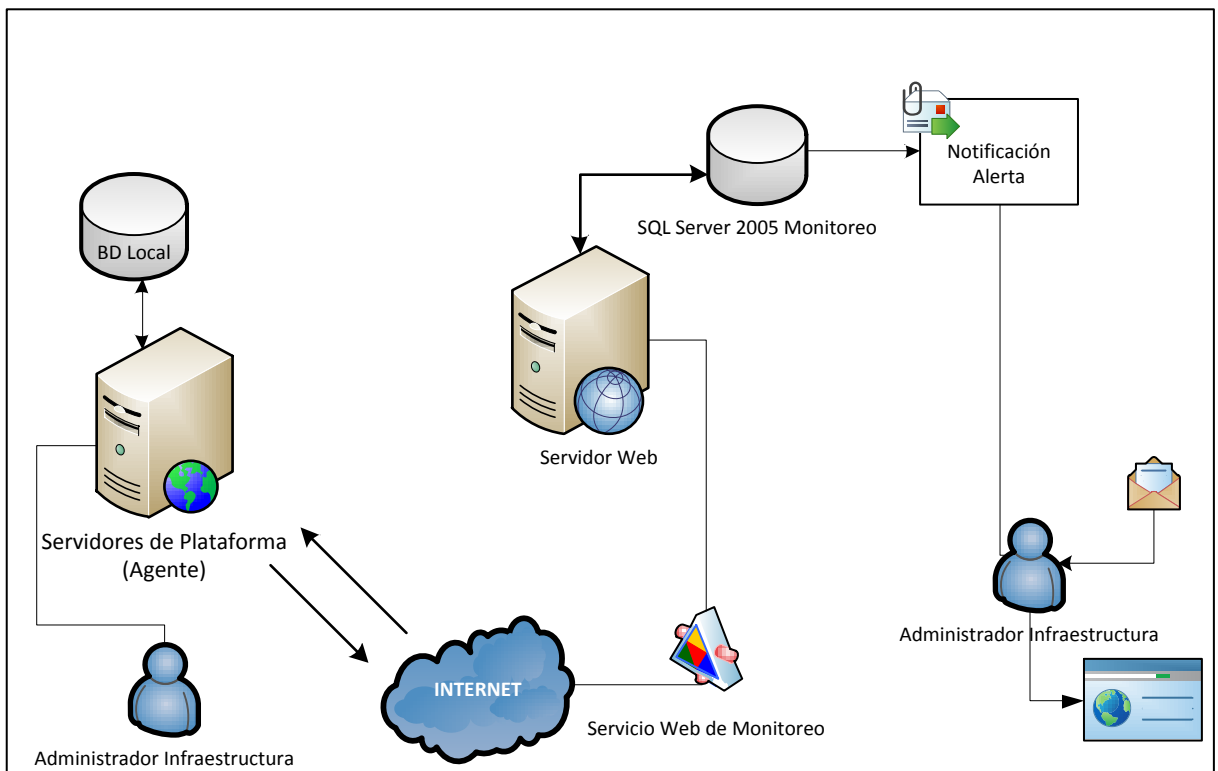 Notificación
Alerta
SQL Server 2005 Monitoreo
BD Local
Servidor Web
Servidores de Plataforma
(Agente)
Administrador Infraestructura
INTERNET
Servicio Web de Monitoreo
Administrador Infraestructura